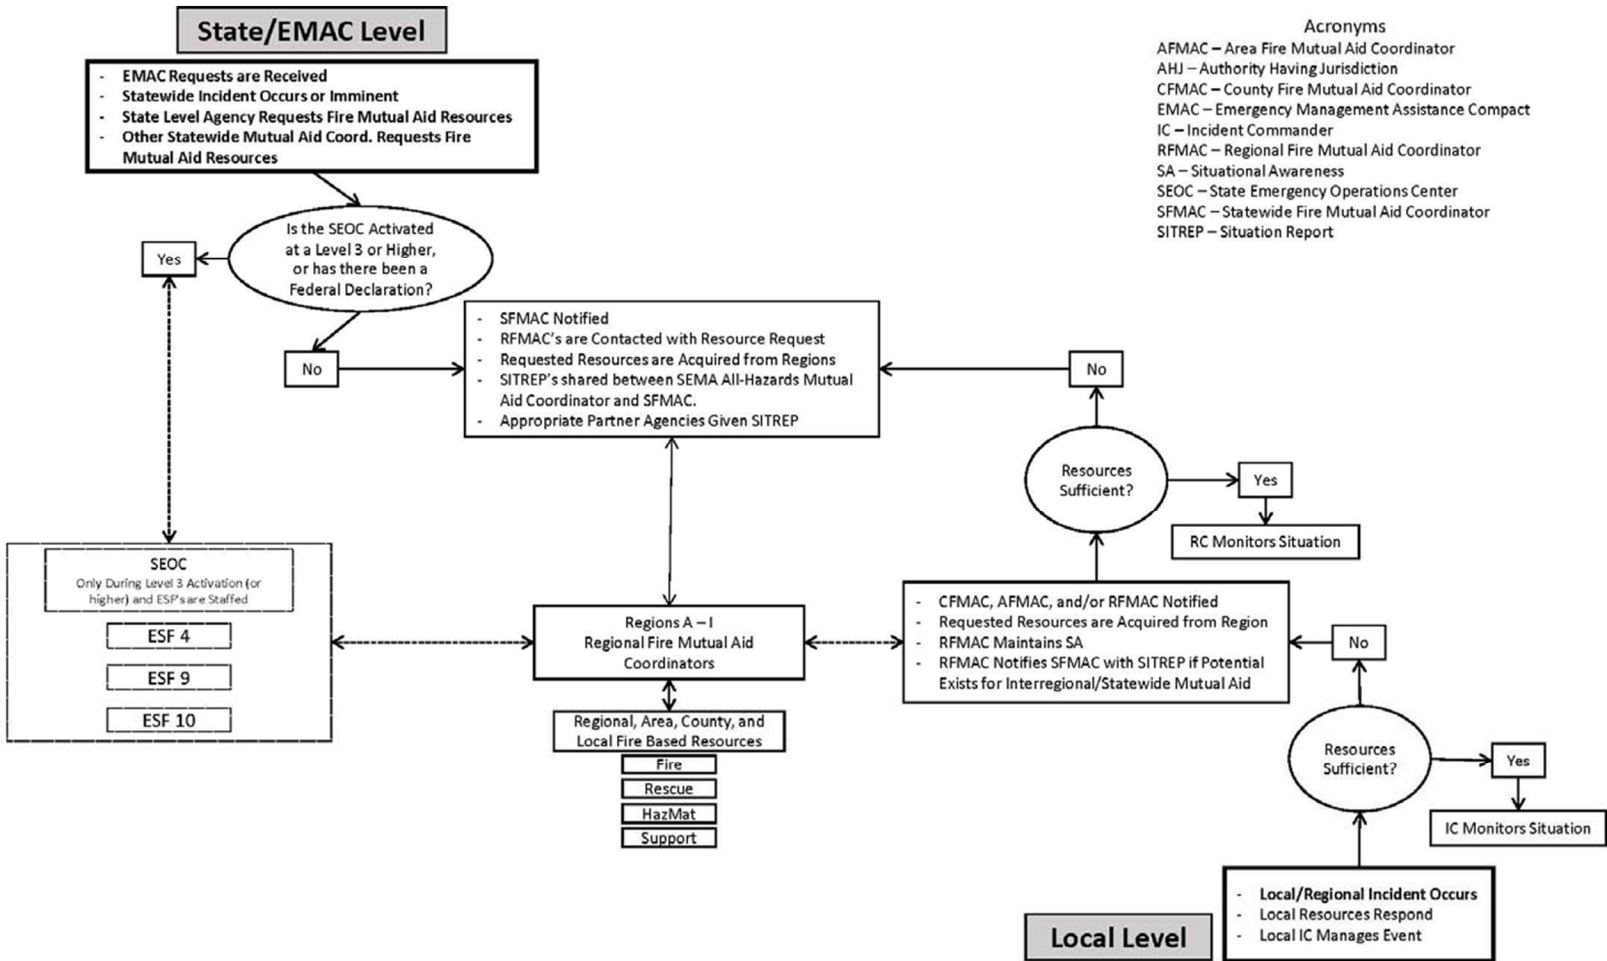 State/EMAC Level
- EMAC Requests are Received
- Statewide Incident Occurs or Imminent
- State Level Agency Requests Fire Mutual Aid Resources
- Other Statewide Mutual Aid Coord. Requests Fire
Mutual Aid Resources
Acronyms
AFMAC – Area Fire Mutual Aid Coordinator
AHJ – Authority Having Jurisdiction
CFMAC – County Fire Mutual Aid Coordinator
EMAC – Emergency Management Assistance Compact
IC – Incident Commander
RFMAC – Regional Fire Mutual Aid Coordinator
SA – Situational Awareness
SEOC – State Emergency Operations Center
SFMAC – Statewide Fire Mutual Aid Coordinator
SITREP – Situation Report
Is the SEOC Activated
at a Level 3 or Higher,
or has there been a
Federal Declaration?
Yes
No
- SFMAC Notified
- RFMAC's are Contacted with Resource Request
- Requested Resources are Acquired from Regions
- SITREP's shared between SEMA All-Hazards Mutual
Aid Coordinator and SFMAC.
- Appropriate Partner Agencies Given SITREP
No
Resources
Sufficient?
Yes
RC Monitors Situation
SEOC
Only During Level 3 Activation (or
higher) and ESF's are Staffed
ESF 4
ESF 9
ESF 10
Regions A – I
Regional Fire Mutual Aid
Coordinators
Regional, Area, County, and
Local Fire Based Resources
Fire
Rescue
HazMat
Support
- CFMAC, AFMAC, and/or RFMAC Notified
- Requested Resources are Acquired from Region
- RFMAC Maintains SA
- RFMAC Notifies SFMAC with SITREP if Potential
Exists for Interregional/Statewide Mutual Aid
No
Resources
Sufficient?
Yes
IC Monitors Situation
- Local/Regional Incident Occurs
- Local Resources Respond
- Local IC Manages Event
Local Level